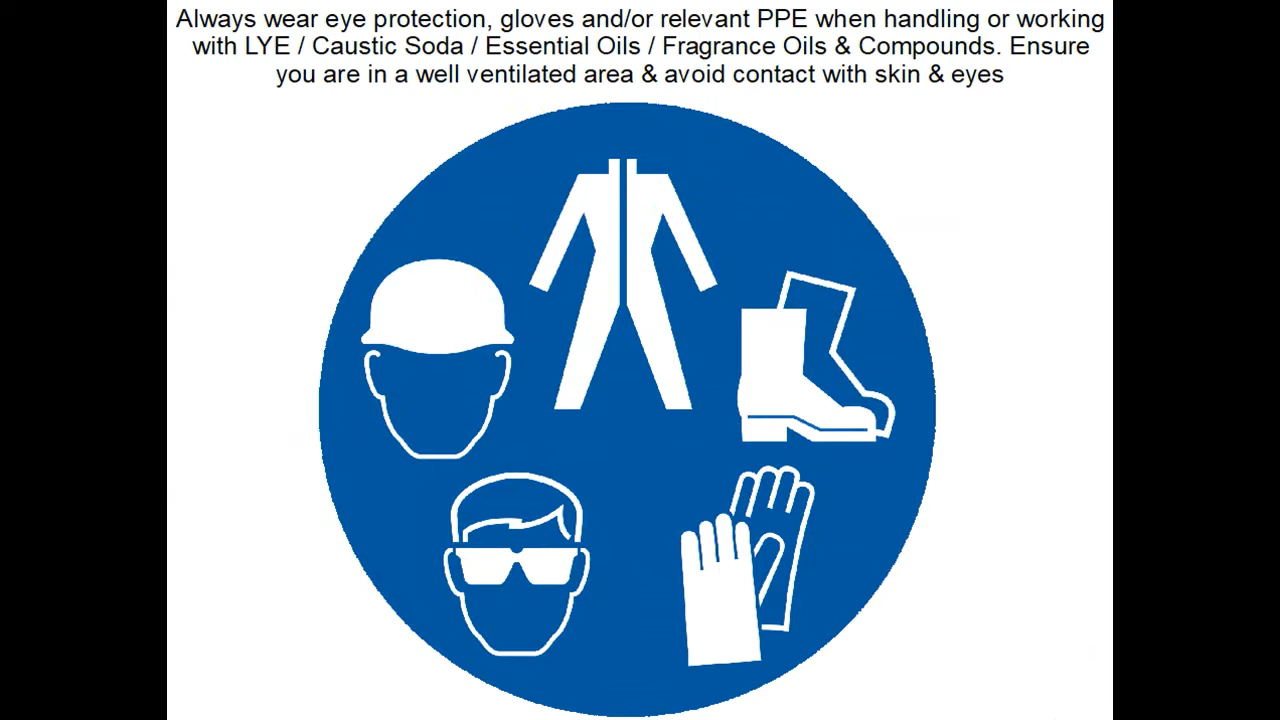 Always wear eye protection, gloves and/or relevant PPE when handling or working
with LYE / Caustic Soda / Essential Oils / Fragrance Oils & Compounds. Ensure
you are in a well ventilated area & avoid contact with skin & eyes